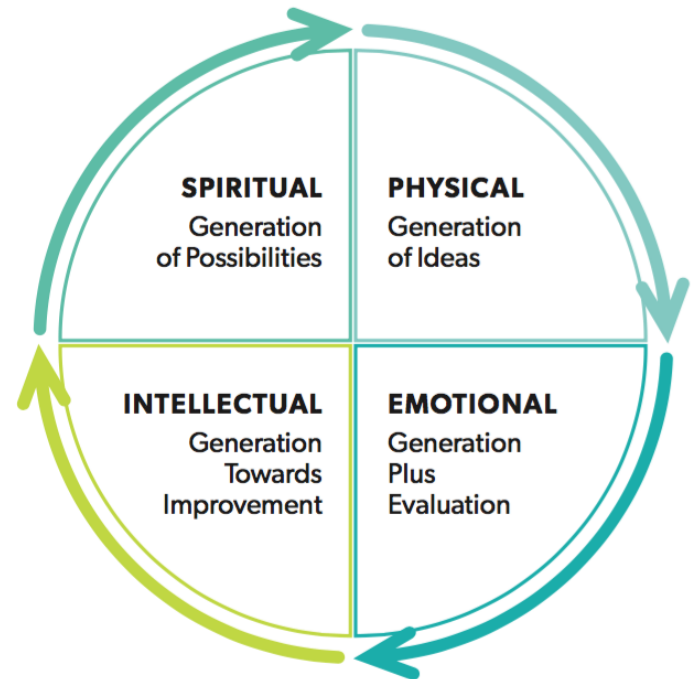 SPIRITUAL
Generation
of Possibilities
PHYSICAL
Generation
of Ideas
INTELLECTUAL
Generation
Towards
Improvement
EMOTIONAL
Generation
Plus
Evaluation